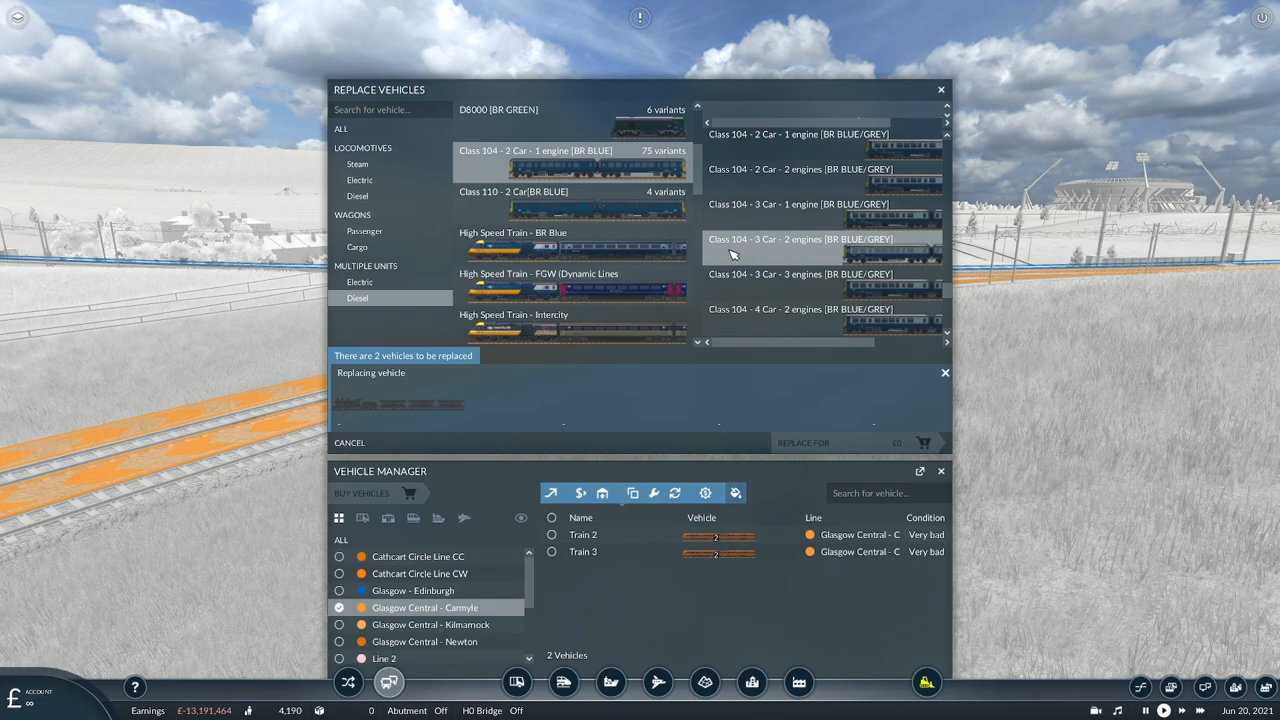 REPLACE VEHICLES
Search for vehicle...
ALL
LOCOMOTIVES
Steam
Electric
Diesel
WAGONS
Passenger
Cargo
MULTIPLE UNITS
Electric
Diesel
D8000 [BR GREEN] 6 variants
Class 104 - 2 Car - 1 engine [BR BLUE] 75 variants
Class 110 - 2 Car[BR BLUE] 4 variants
High Speed Train - BR Blue
High Speed Train - FGW (Dynamic Lines
High Speed Train - Intercity
Class 104 - 2 Car - 1 engine [BR BLUE/GREY]
Class 104 - 2 Car - 2 engines [BR BLUE/GREY]
Class 104 - 3 Car - 1 engine [BR BLUE/GREY]
Class 104 - 3 Car - 2 engines [BR BLUE/GREY]
Class 104 - 3 Car - 3 engines [BR BLUE/GREY]
Class 104 - 4 Car - 2 engines [BR BLUE/GREY]
There are 2 vehicles to be replaced
Replacing vehicle
- - - -
CANCEL
REPLACE FOR £0
VEHICLE MANAGER
BUY VEHICLES
Search for vehicle...
ALL
Cathcart Circle Line CC
Cathcart Circle Line CW
Glasgow - Edinburgh
Glasgow Central - Carmyle
Glasgow Central - Kilmarnock
Glasgow Central - Newton
Line 2
Name Vehicle Line Condition
Train 2 2 Glasgow Central - C Very bad
Train 3 2 Glasgow Central - C Very bad
2 Vehicles
£ ACCOUNT
∞
?
Earnings £-13,191,464 4,190 0 Abutment Off H0 Bridge Off
Jun 20, 2021